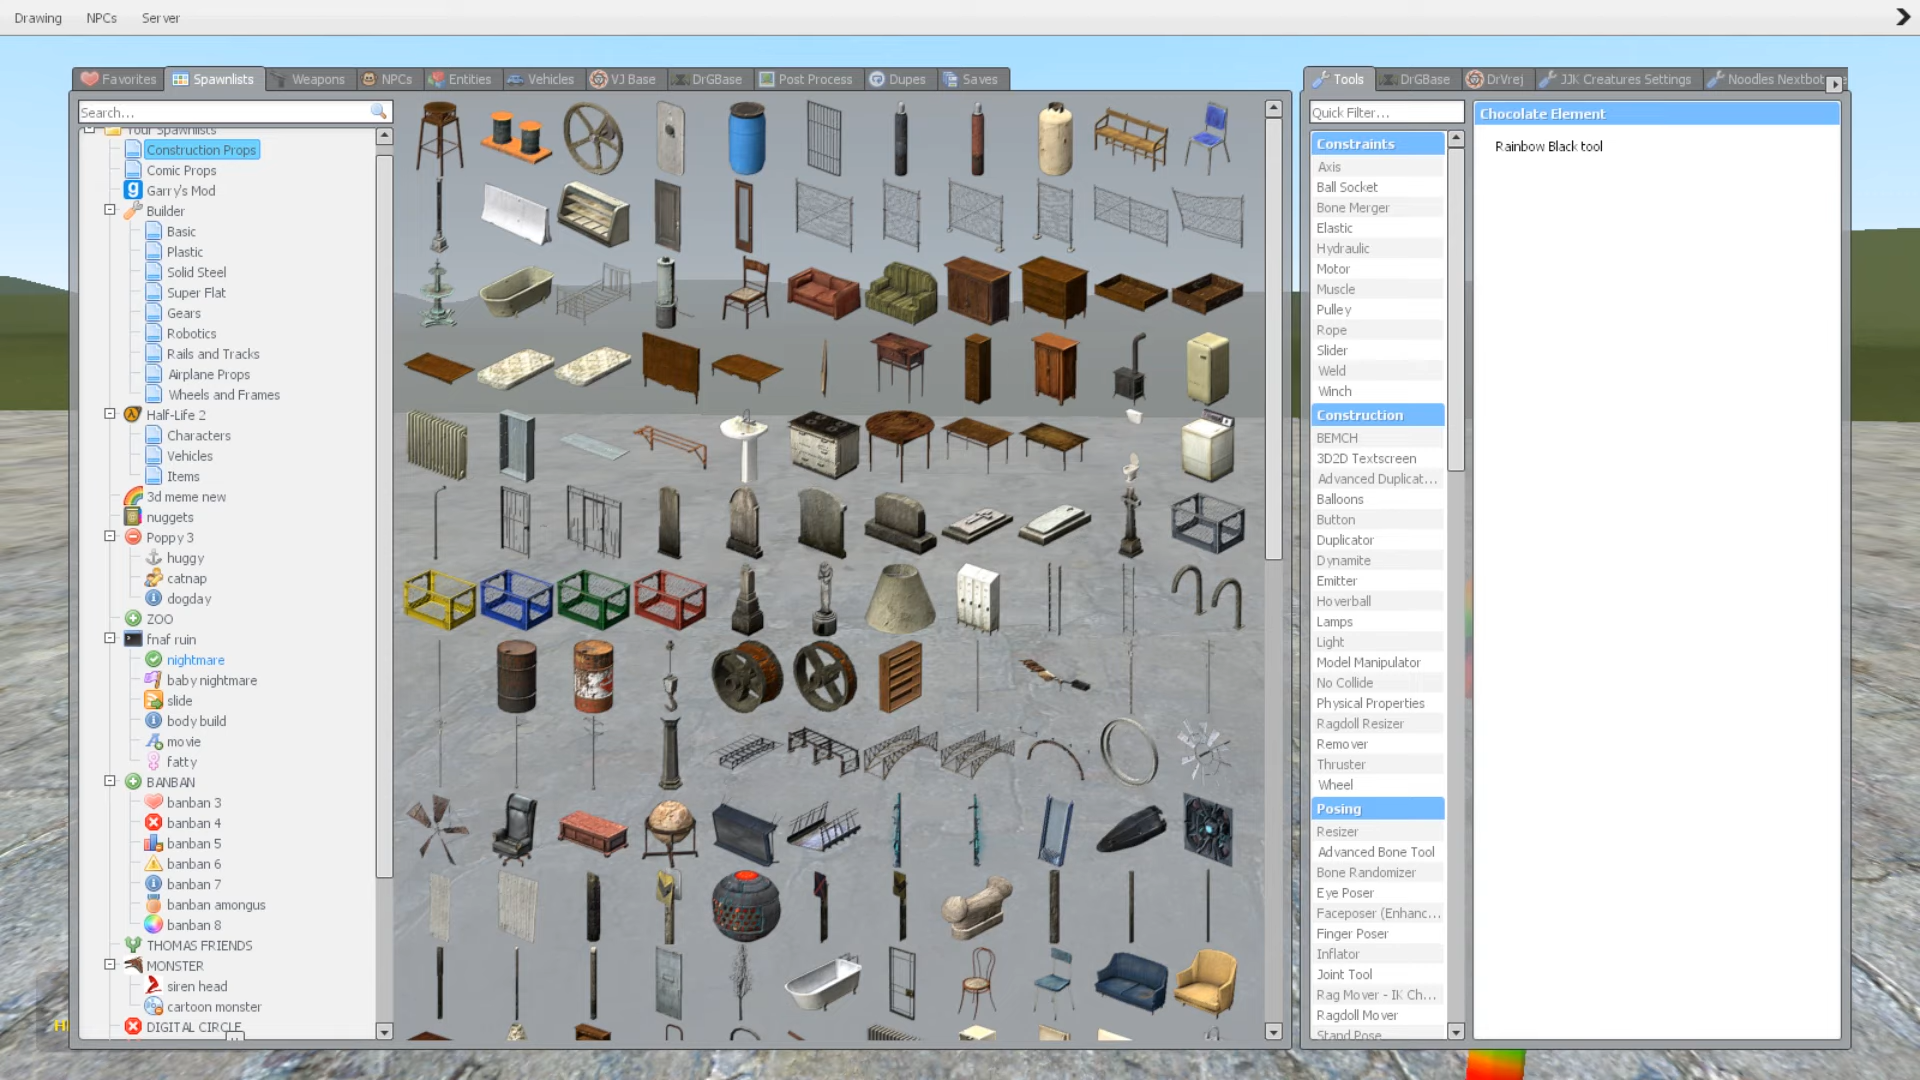 Drawing NPCs Server
Favorites Spawnlists Weapons NPCs Entities Vehicles VJ Base DrGBase Post Process Dupes Saves
Tools DrGBase DrVrej JJK Creatures Settings Noodles Nextbot
Search...
Your Spawnlists
Construction Props
Comic Props
Garry's Mod
Builder
Basic
Plastic
Solid Steel
Super Flat
Gears
Robotics
Rails and Tracks
Airplane Props
Wheels and Frames
Half-Life 2
Characters
Vehicles
Items
3d meme new
nuggets
Poppy 3
huggy
catnap
dogday
ZOO
fnaf ruin
nightmare
baby nightmare
slide
body build
movie
fatty
BANBAN
banban 3
banban 4
banban 5
banban 6
banban 7
banban amongus
banban 8
THOMAS FRIENDS
MONSTER
siren head
cartoon monster
DIGITAL CIRCLE
Quick Filter...
Constraints
Axis
Ball Socket
Bone Merger
Elastic
Hydraulic
Motor
Muscle
Pulley
Rope
Slider
Weld
Winch
Construction
BEMCH
3D2D Textscreen
Advanced Duplicat...
Balloons
Button
Duplicator
Dynamite
Emitter
Hoverball
Lamps
Light
Model Manipulator
No Collide
Physical Properties
Ragdoll Resizer
Remover
Thruster
Wheel
Posing
Resizer
Advanced Bone Tool
Bone Randomizer
Eye Poser
Faceposer (Enhanc...
Finger Poser
Inflator
Joint Tool
Rag Mover - IK Ch...
Ragdoll Mover
Stand Pose
Chocolate Element
Rainbow Black tool